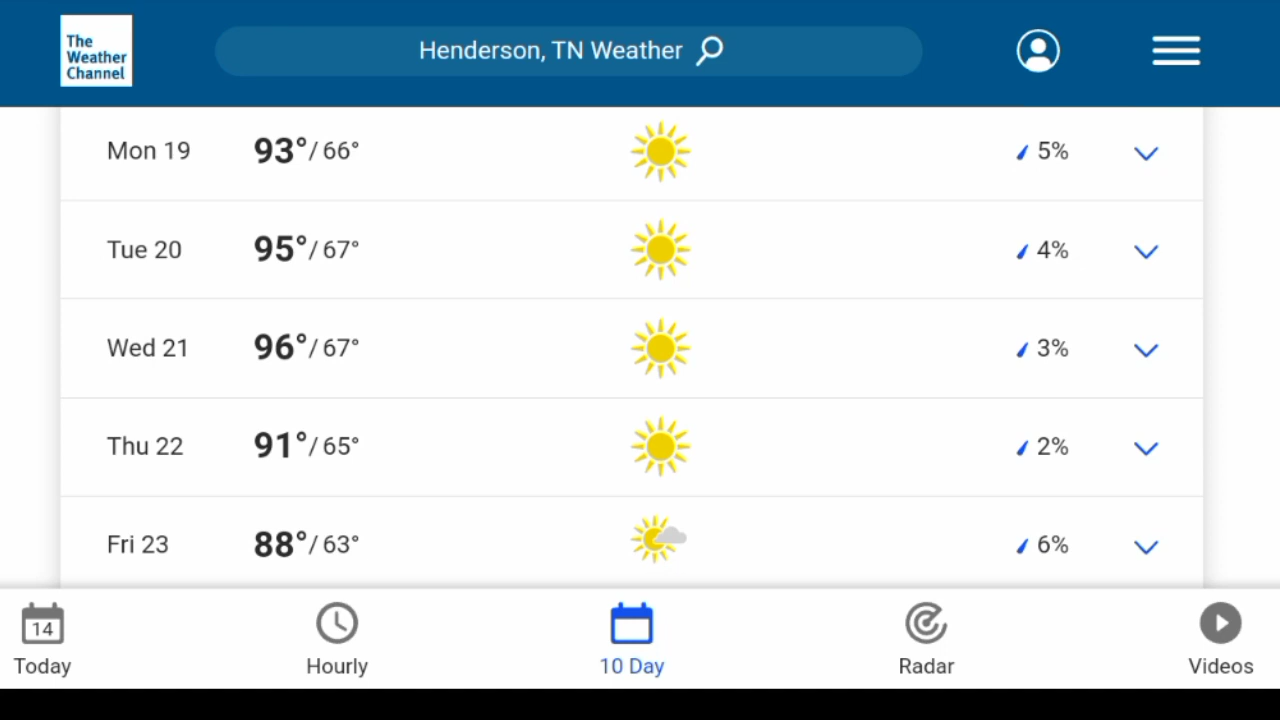 The
Weather
Channel
Henderson, TN Weather
Mon 19 93°/ 66° 5%
Tue 20 95°/ 67° 4%
Wed 21 96°/ 67° 3%
Thu 22 91°/ 65° 2%
Fri 23 88°/ 63° 6%
14
Today Hourly 10 Day Radar Videos